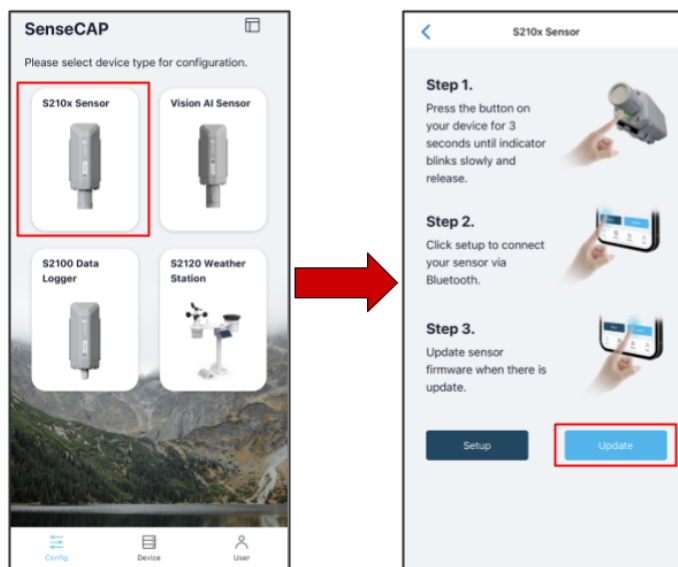 SenseCAP
Please select device type for configuration.
S210x Sensor
Vision AI Sensor
S2100 Data
Logger
S2120 Weather
Station
Config
Device
User
S210x Sensor
Step 1.
Press the button on
your device for 3
seconds until indicator
blinks slowly and
release.
Step 2.
Click setup to connect
your sensor via
Bluetooth.
Step 3.
Update sensor
firmware when there is
update.
Setup
Update